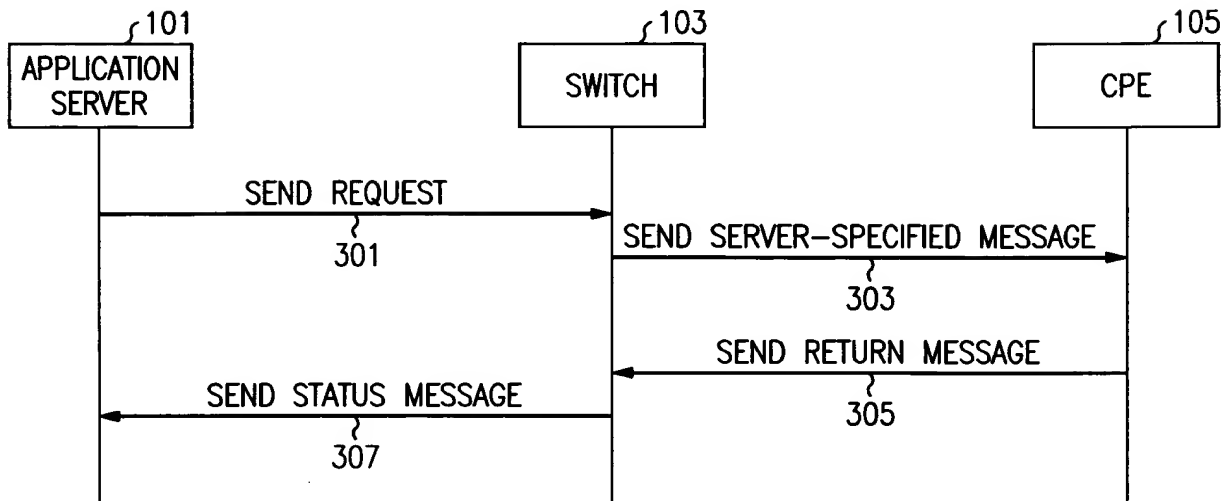 101
103
105
APPLICATION
SERVER
SWITCH
CPE
SEND REQUEST
301
SEND SERVER-SPECIFIED MESSAGE
303
SEND RETURN MESSAGE
305
SEND STATUS MESSAGE
307